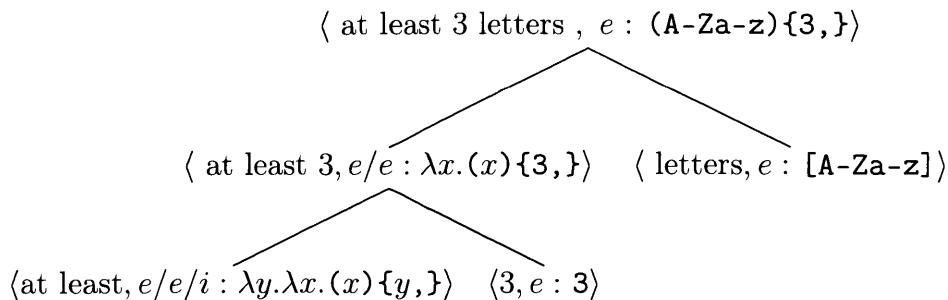 ⟨ at least 3 letters , e : (A-Za-z){3,}⟩
⟨ at least 3, e/e : λx.(x){3,}⟩ ⟨ letters, e : [A-Za-z]⟩
⟨at least, e/e/i : λy.λx.(x){y,}⟩ ⟨3, e : 3⟩